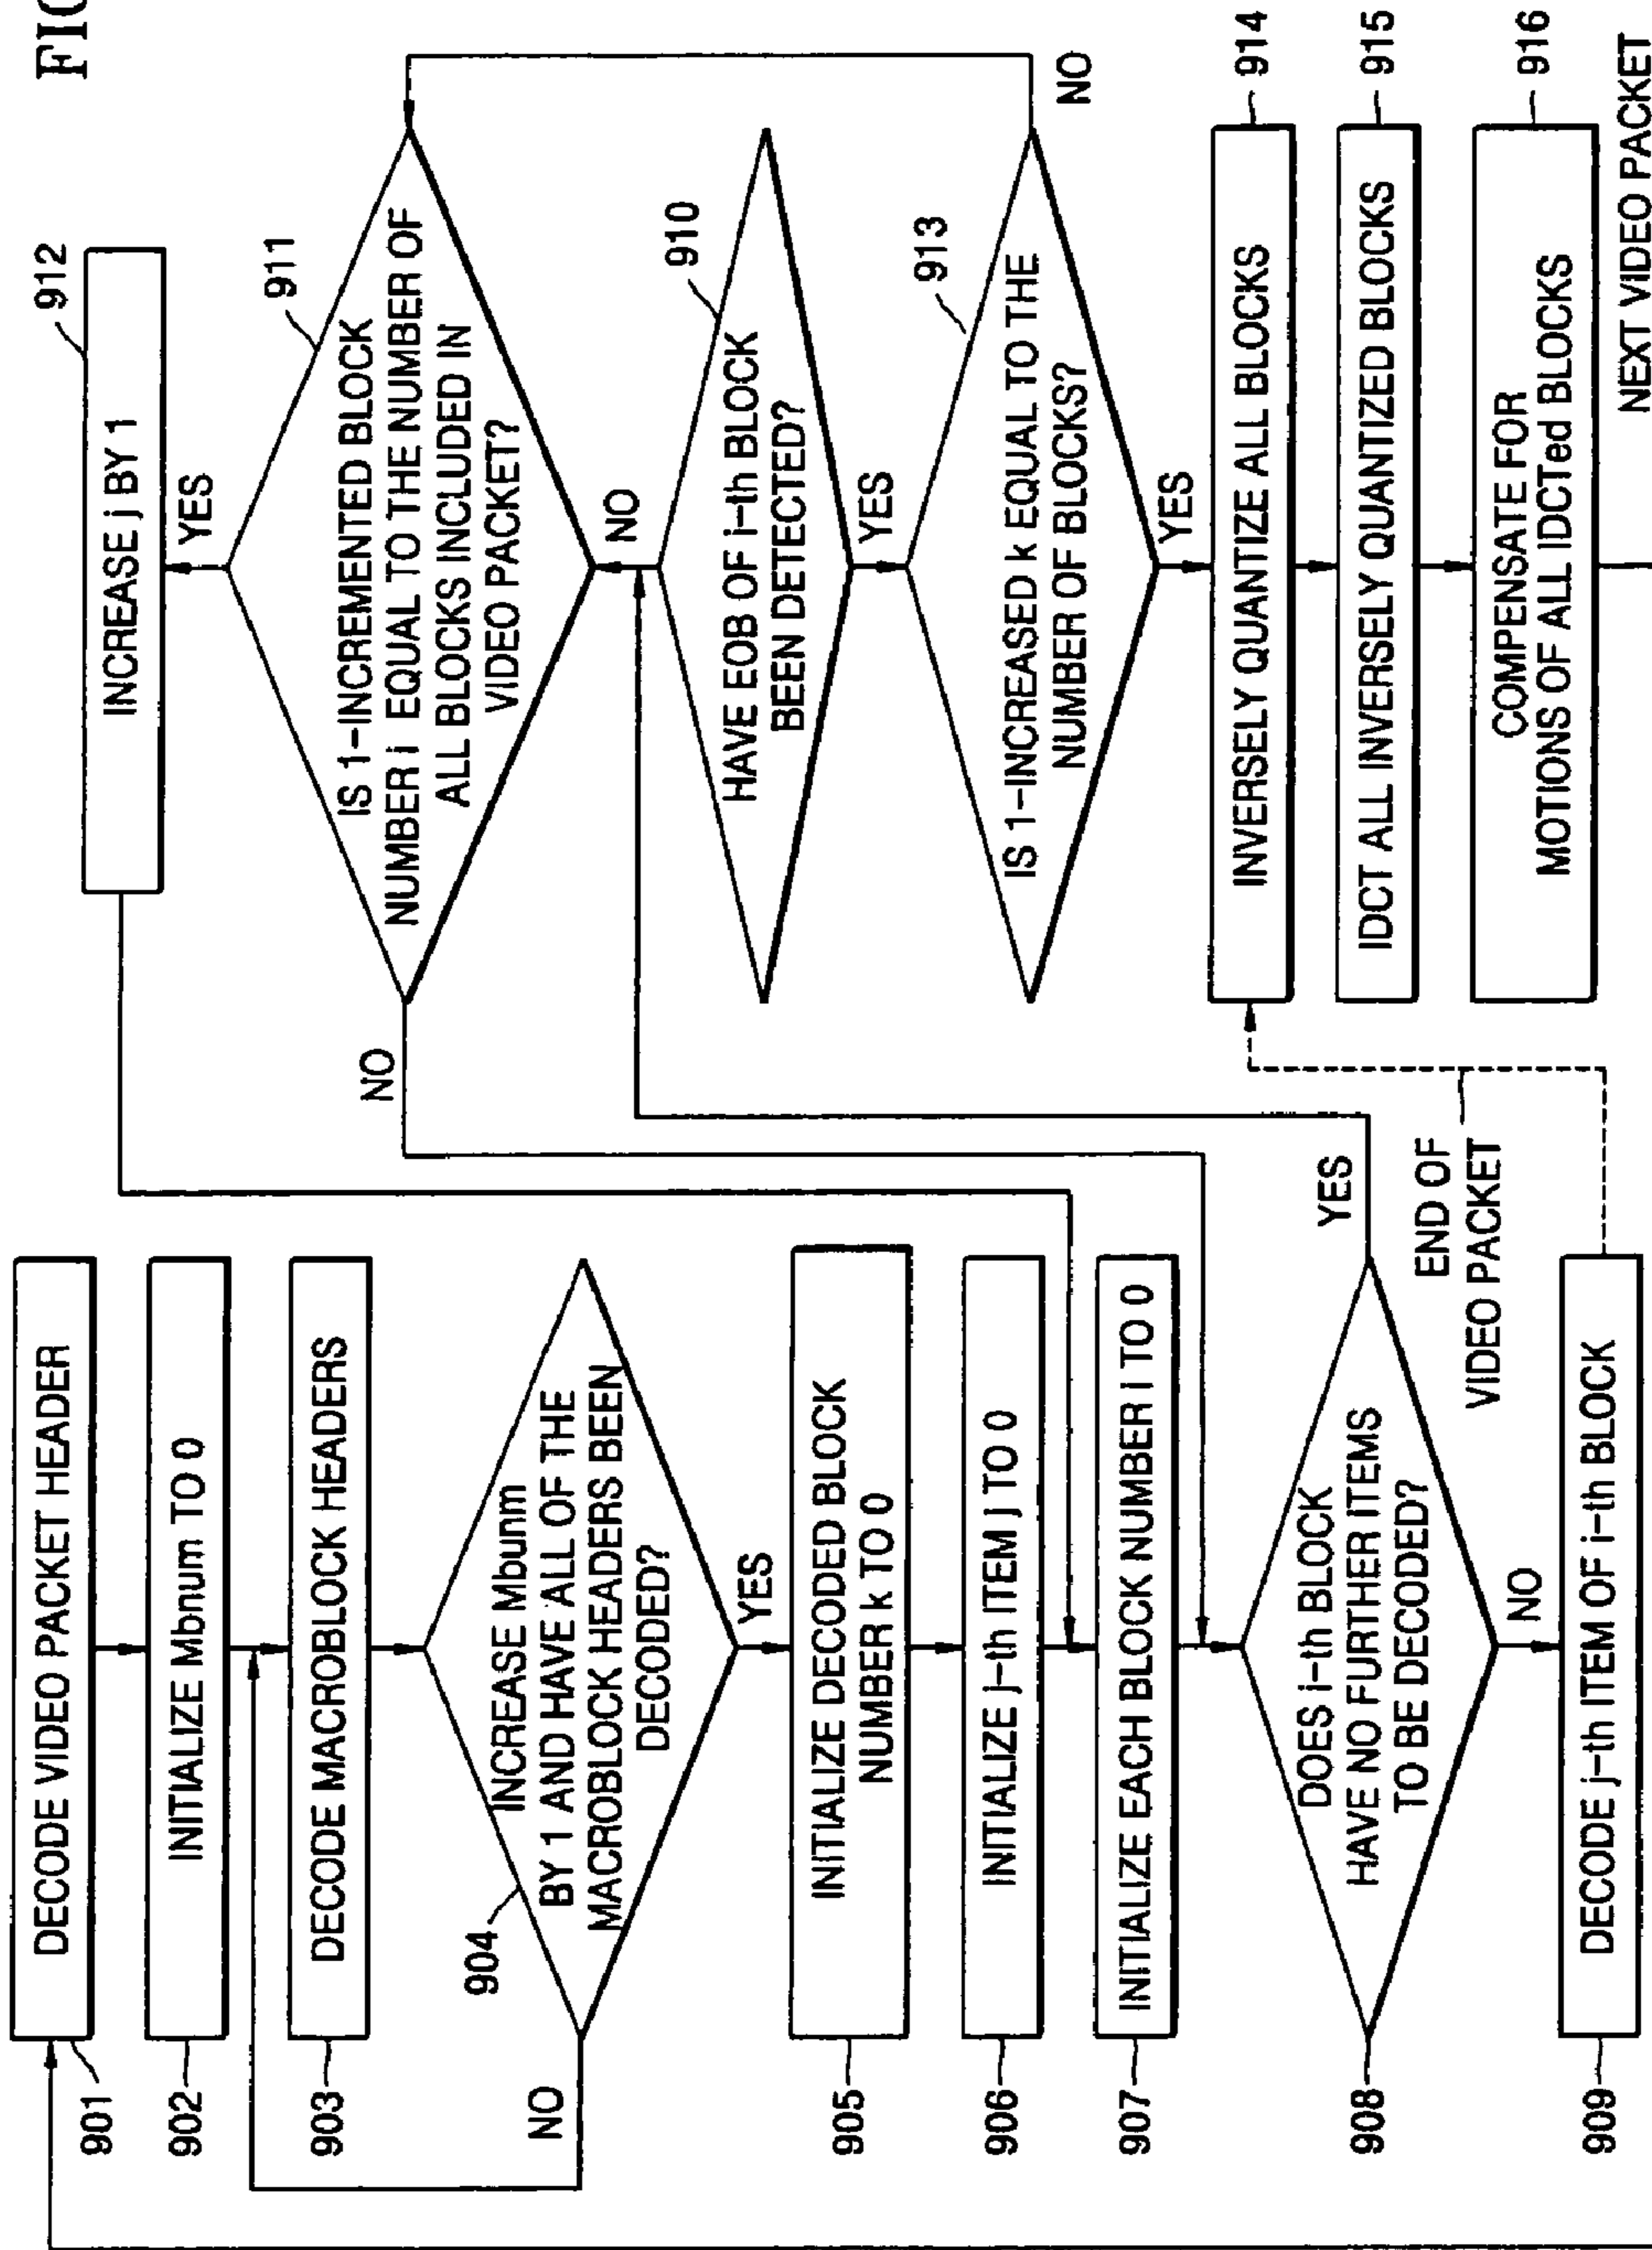 FIG
901
DECODE VIDEO PACKET HEADER
902
INITIALIZE Mbnum TO 0
903
DECODE MACROBLOCK HEADERS
904
INCREASE Mbunm
BY 1 AND HAVE ALL OF THE
MACROBLOCK HEADERS BEEN
DECODED?
NO
YES
905
INITIALIZE DECODED BLOCK
NUMBER k TO 0
906
INITIALIZE j-th ITEM j TO 0
907
INITIALIZE EACH BLOCK NUMBER i TO 0
908
DOES i-th BLOCK
HAVE NO FURTHER ITEMS
TO BE DECODED?
YES
NO
909
DECODE j-th ITEM OF i-th BLOCK
END OF
VIDEO PACKET
912
INCREASE j BY 1
YES
911
IS 1-INCREMENTED BLOCK
NUMBER i EQUAL TO THE NUMBER OF
ALL BLOCKS INCLUDED IN
VIDEO PACKET?
NO
NO
910
HAVE EOB OF i-th BLOCK
BEEN DETECTED?
YES
913
IS 1-INCREASED k EQUAL TO THE
NUMBER OF BLOCKS?
NO
YES
914
INVERSELY QUANTIZE ALL BLOCKS
915
IDCT ALL INVERSELY QUANTIZED BLOCKS
916
COMPENSATE FOR
MOTIONS OF ALL IDCTed BLOCKS
NEXT VIDEO PACKET